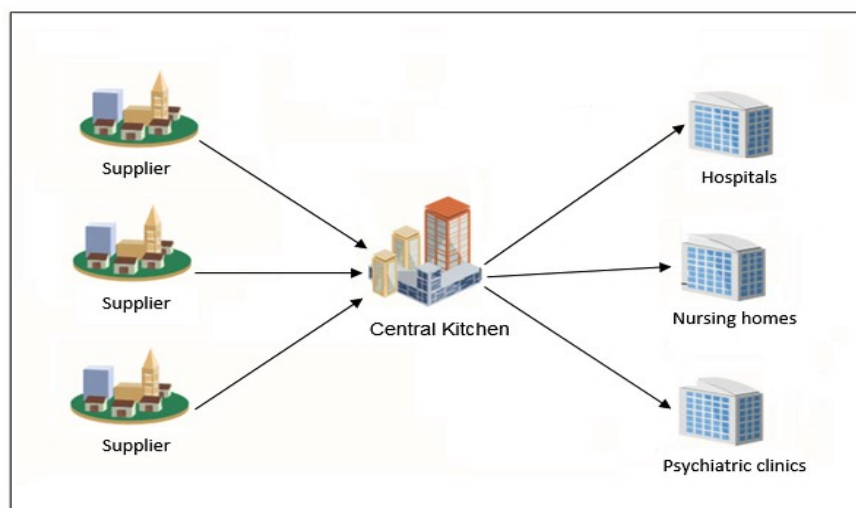 Supplier
Hospitals
Supplier
Central Kitchen
Nursing homes
Supplier
Psychiatric clinics